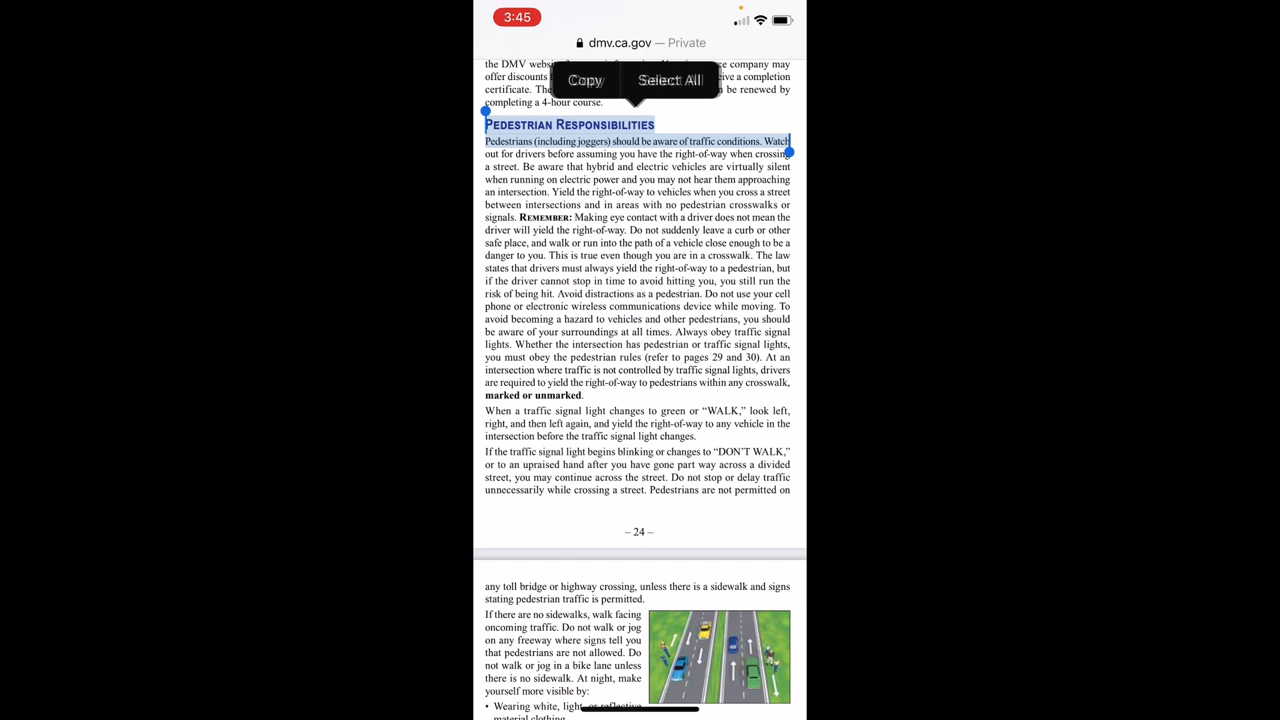 3:45
dmv.ca.gov — Private
the DMV website
ce company may
offer discounts
eive a completion
certificate. The
n be renewed by
Copy
Select All
completing a 4-hour course.
PEDESTRIAN RESPONSIBILITIES
Pedestrians (including joggers) should be aware of traffic conditions. Watch
out for drivers before assuming you have the right-of-way when crossing
a street. Be aware that hybrid and electric vehicles are virtually silent
when running on electric power and you may not hear them approaching
an intersection. Yield the right-of-way to vehicles when you cross a street
between intersections and in areas with no pedestrian crosswalks or
signals. REMEMBER: Making eye contact with a driver does not mean the
driver will yield the right-of-way. Do not suddenly leave a curb or other
safe place, and walk or run into the path of a vehicle close enough to be a
danger to you. This is true even though you are in a crosswalk. The law
states that drivers must always yield the right-of-way to a pedestrian, but
if the driver cannot stop in time to avoid hitting you, you still run the
risk of being hit. Avoid distractions as a pedestrian. Do not use your cell
phone or electronic wireless communications device while moving. To
avoid becoming a hazard to vehicles and other pedestrians, you should
be aware of your surroundings at all times. Always obey traffic signal
lights. Whether the intersection has pedestrian or traffic signal lights,
you must obey the pedestrian rules (refer to pages 29 and 30). At an
intersection where traffic is not controlled by traffic signal lights, drivers
are required to yield the right-of-way to pedestrians within any crosswalk,
marked or unmarked.
When a traffic signal light changes to green or “WALK,” look left,
right, and then left again, and yield the right-of-way to any vehicle in the
intersection before the traffic signal light changes.
If the traffic signal light begins blinking or changes to “DON’T WALK,”
or to an upraised hand after you have gone part way across a divided
street, you may continue across the street. Do not stop or delay traffic
unnecessarily while crossing a street. Pedestrians are not permitted on
– 24 –
any toll bridge or highway crossing, unless there is a sidewalk and signs
stating pedestrian traffic is permitted.
If there are no sidewalks, walk facing
oncoming traffic. Do not walk or jog
on any freeway where signs tell you
that pedestrians are not allowed. Do
not walk or jog in a bike lane unless
there is no sidewalk. At night, make
yourself more visible by:
• Wearing white, light, or reflective
material clothing